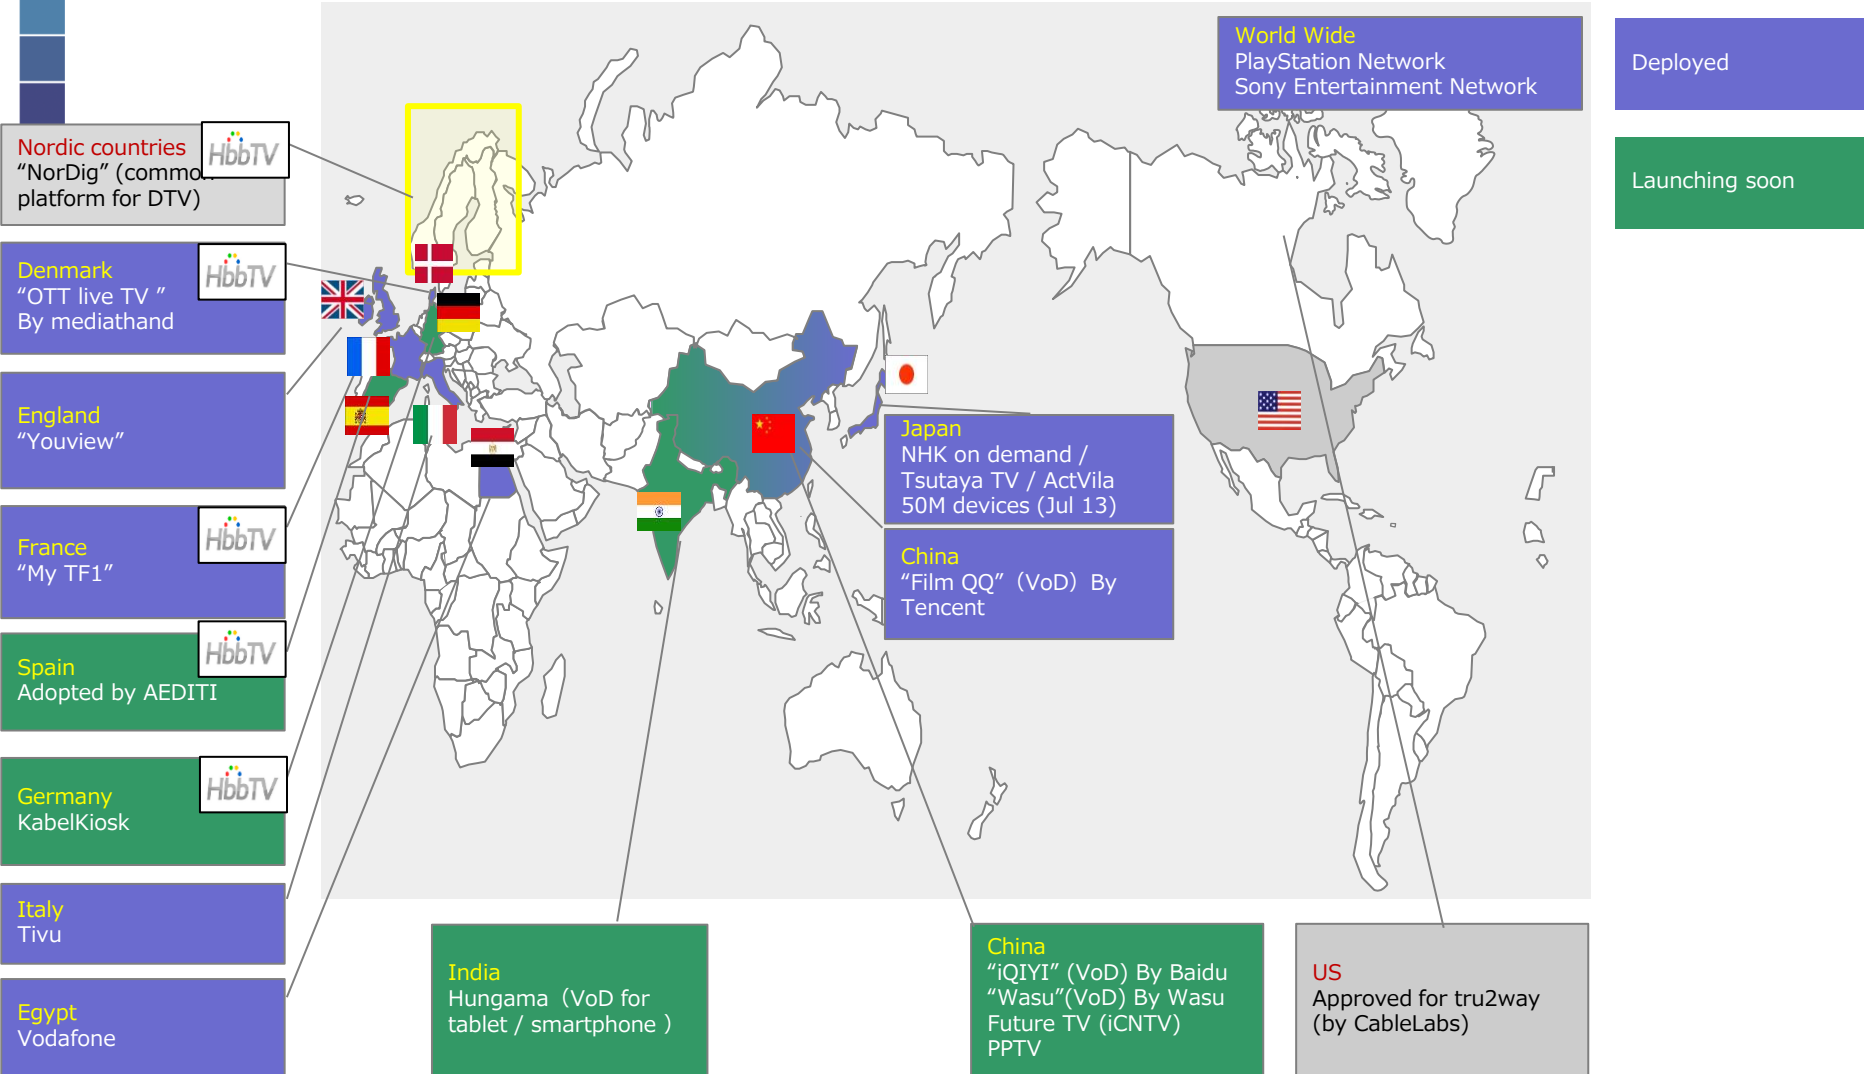 World Wide
PlayStation Network
Sony Entertainment Network
Deployed
Launching soon
Nordic countries
HbbTV
“NorDig” (common
platform for DTV)
Denmark
HbbTV
“OTT live TV ”
By mediathand
England
“Youview”
France
HbbTV
“My TF1”
Spain
HbbTV
Adopted by AEDITI
Germany
HbbTV
KabelKiosk
Italy
Tivu
Egypt
Vodafone
Japan
NHK on demand /
Tsutaya TV / ActVila
50M devices (Jul 13)
China
“Film QQ”（VoD）By
Tencent
India
Hungama（VoD for
tablet / smartphone ）
China
“iQIYI” (VoD) By Baidu
“Wasu”(VoD) By Wasu
Future TV (iCNTV)
PPTV
US
Approved for tru2way
(by CableLabs)